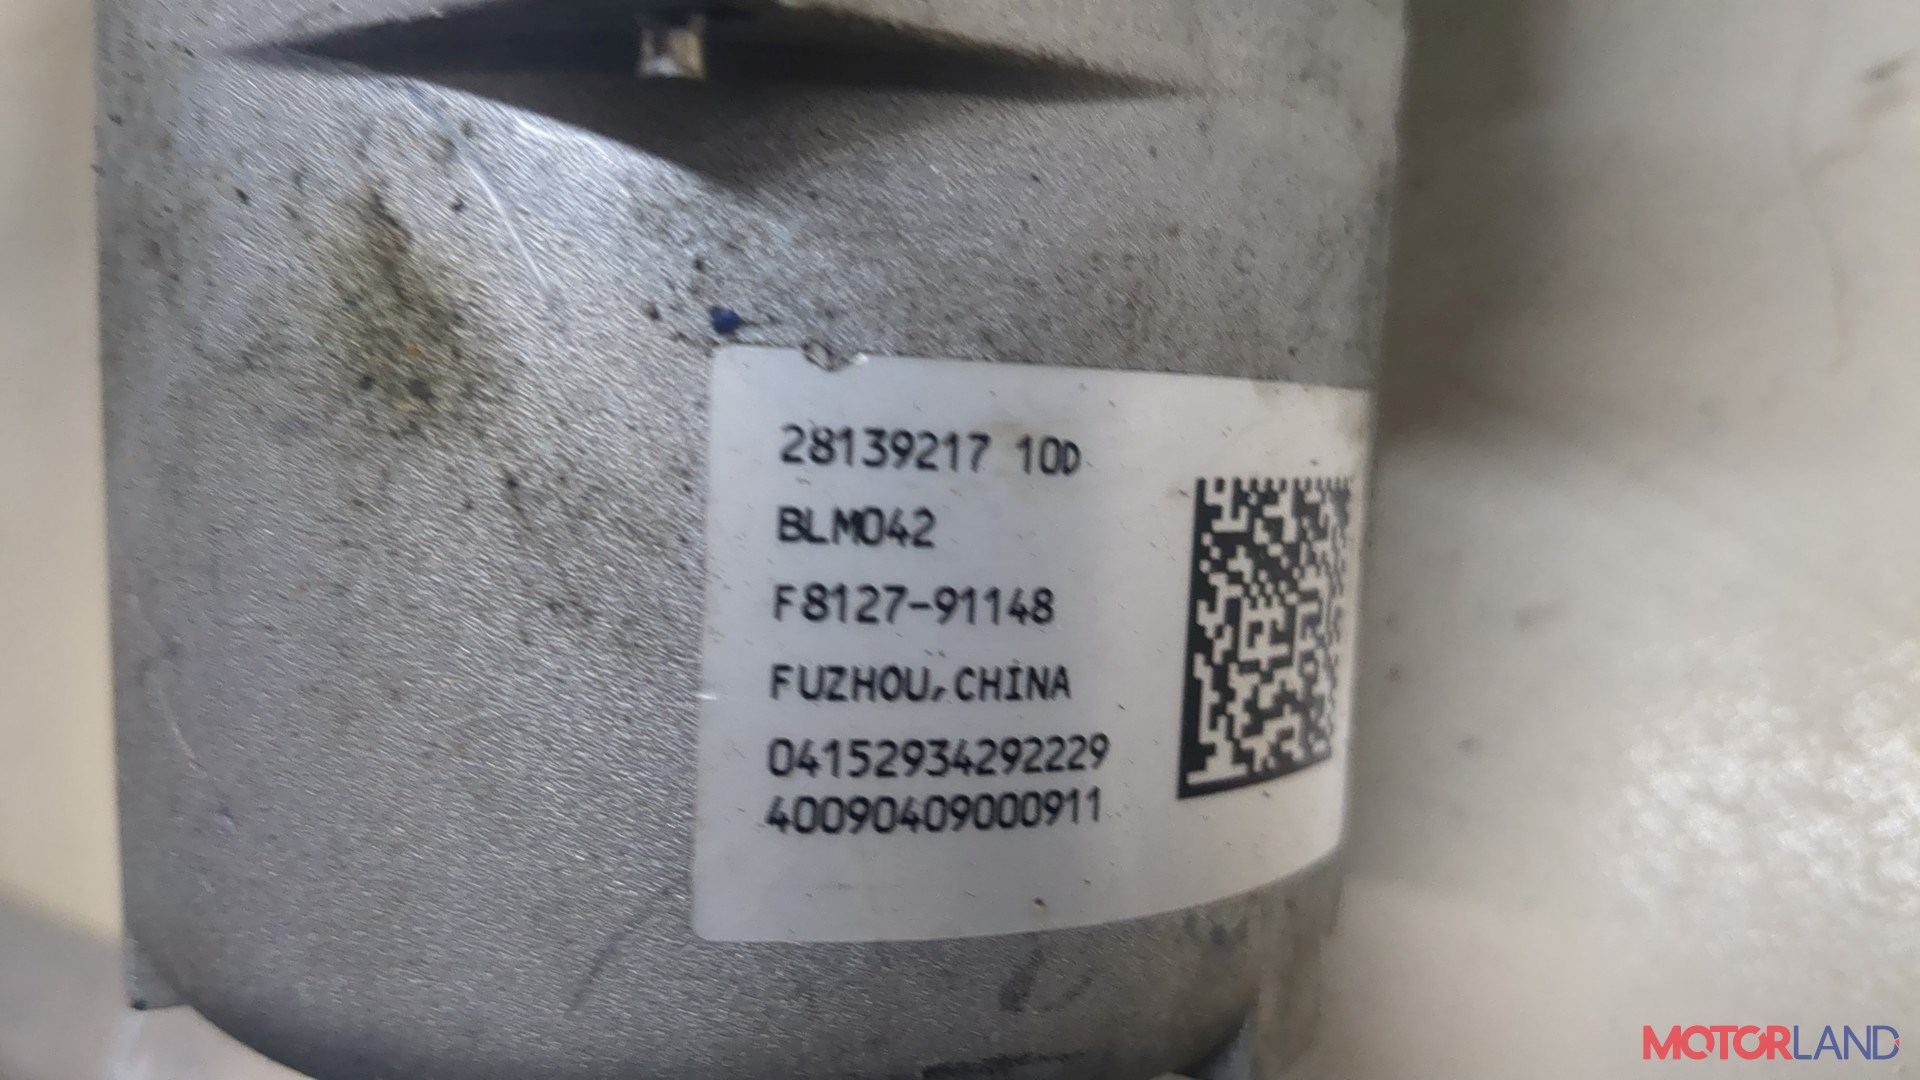 28139217 10D
BLM042
F8127-91148
FUZHOU, CHINA
04152934292229
40090409000911
MOTORLAND